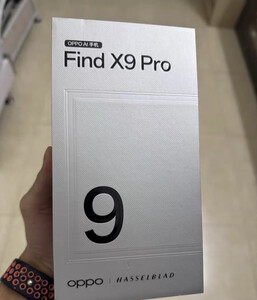 OPPO AI 手机
Find X9 Pro
9
oppo | HASSELBLAD